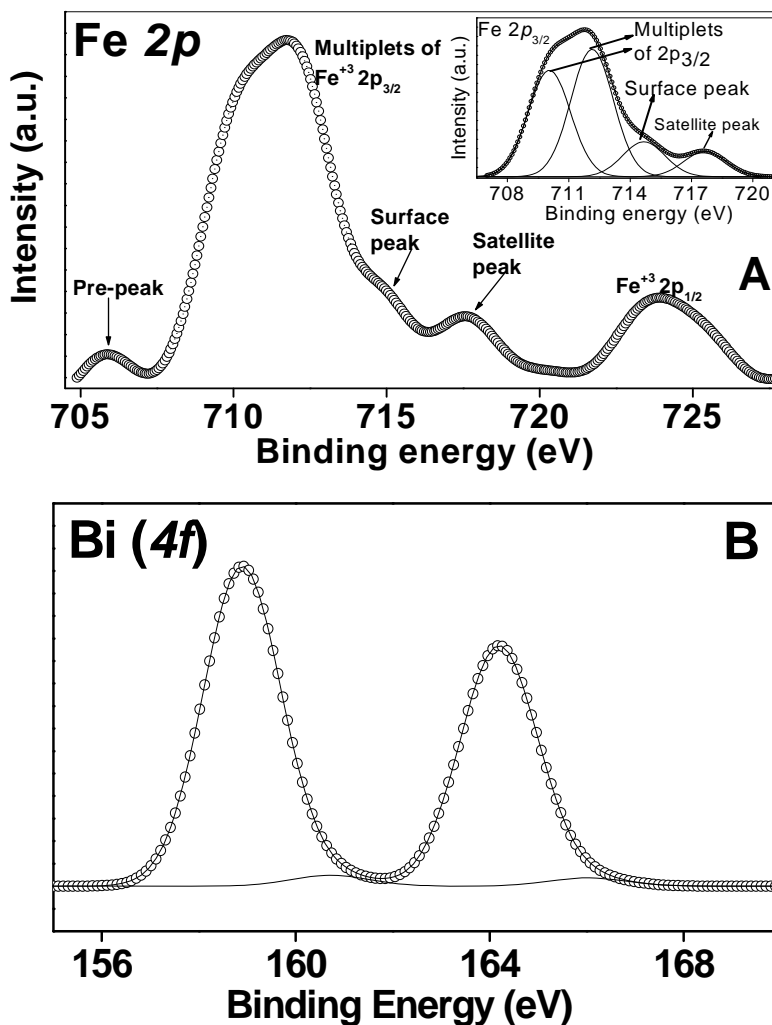 Fe 2p
Multiplets of
Fe⁺³ 2p₃/₂
Pre-peak
Surface
peak
Satellite
peak
Fe⁺³ 2p₁/₂
A
Intensity (a.u.)
705 710 715 720 725
Binding energy (eV)
Fe 2p₃/₂
Multiplets
of 2p3/2
Surface peak
Satellite peak
Intensity (a.u.)
708 711 714 717 720
Binding energy (eV)
Bi (4f)
B
156 160 164 168
Binding Energy (eV)